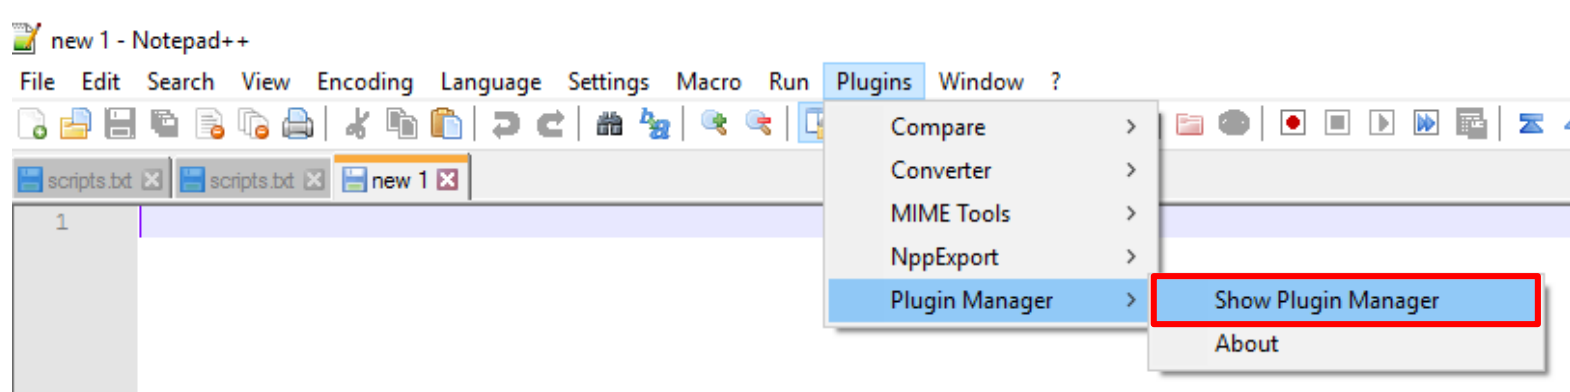 new 1 - Notepad++
File Edit Search View Encoding Language Settings Macro Run Plugins Window ?
scripts.txt scripts.txt new 1
1
Compare
Converter
MIME Tools
NppExport
Plugin Manager
Show Plugin Manager
About